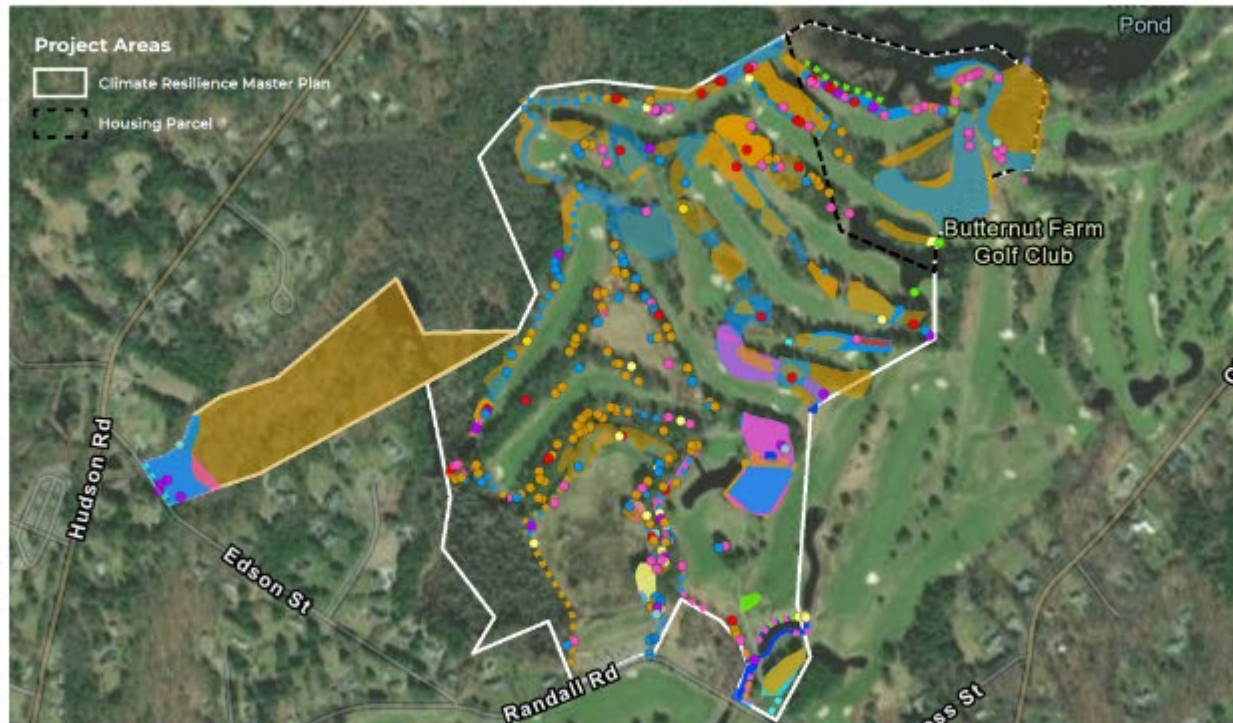 Pond
Project Areas
Climate Resilience Master Plan
Housing Parcel
Butternut Farm
Golf Club
Hudson Rd
Edson St
Randall Rd